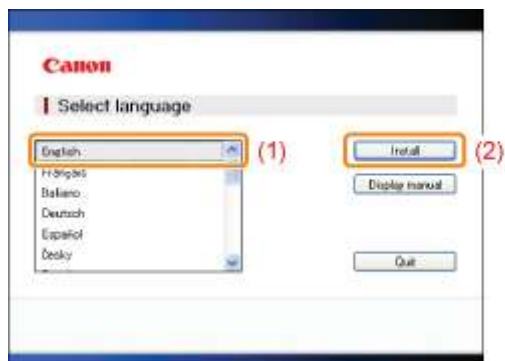 Canon
Select language
English
(1)
Install
(2)
Français
Display manual
Italiano
Deutsch
Español
Česky
Quit